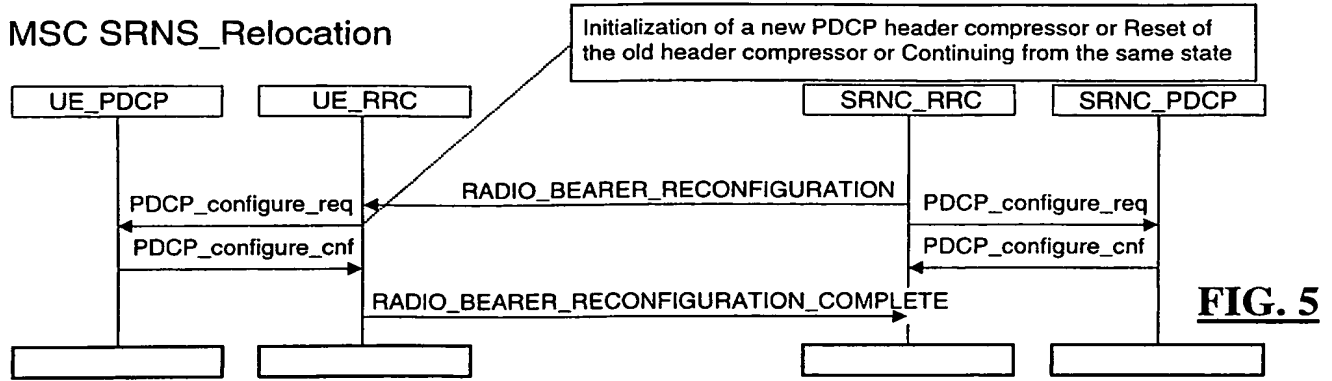 MSC SRNS_Relocation
Initialization of a new PDCP header compressor or Reset of
the old header compressor or Continuing from the same state
UE_PDCP
UE_RRC
SRNC_RRC
SRNC_PDCP
RADIO_BEARER_RECONFIGURATION
PDCP_configure_req
PDCP_configure_req
PDCP_configure_cnf
PDCP_configure_cnf
RADIO_BEARER_RECONFIGURATION_COMPLETE
FIG. 5